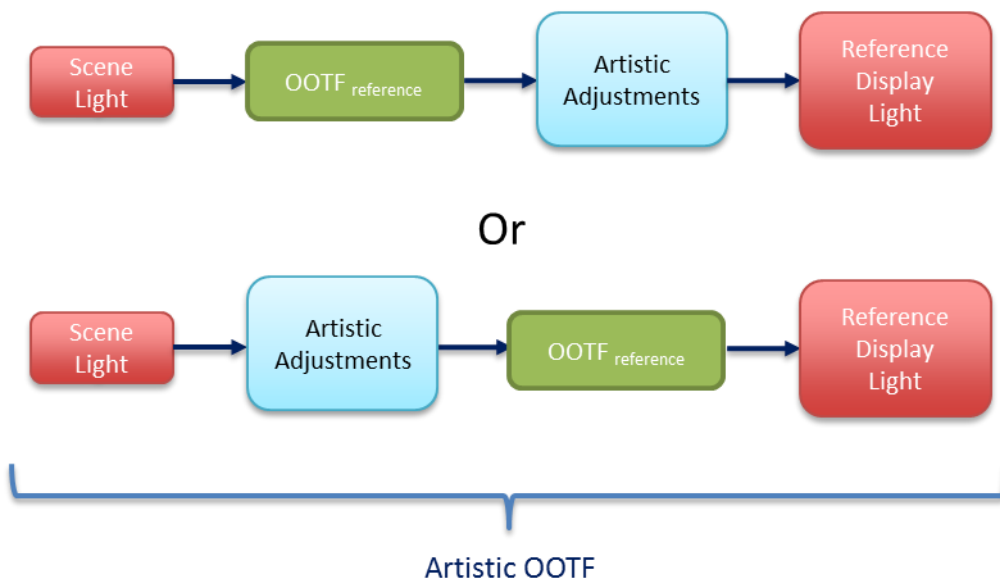 Scene
Light
OOTF reference
Artistic
Adjustments
Reference
Display
Light
Or
Scene
Light
Artistic
Adjustments
OOTF reference
Reference
Display
Light
Artistic OOTF